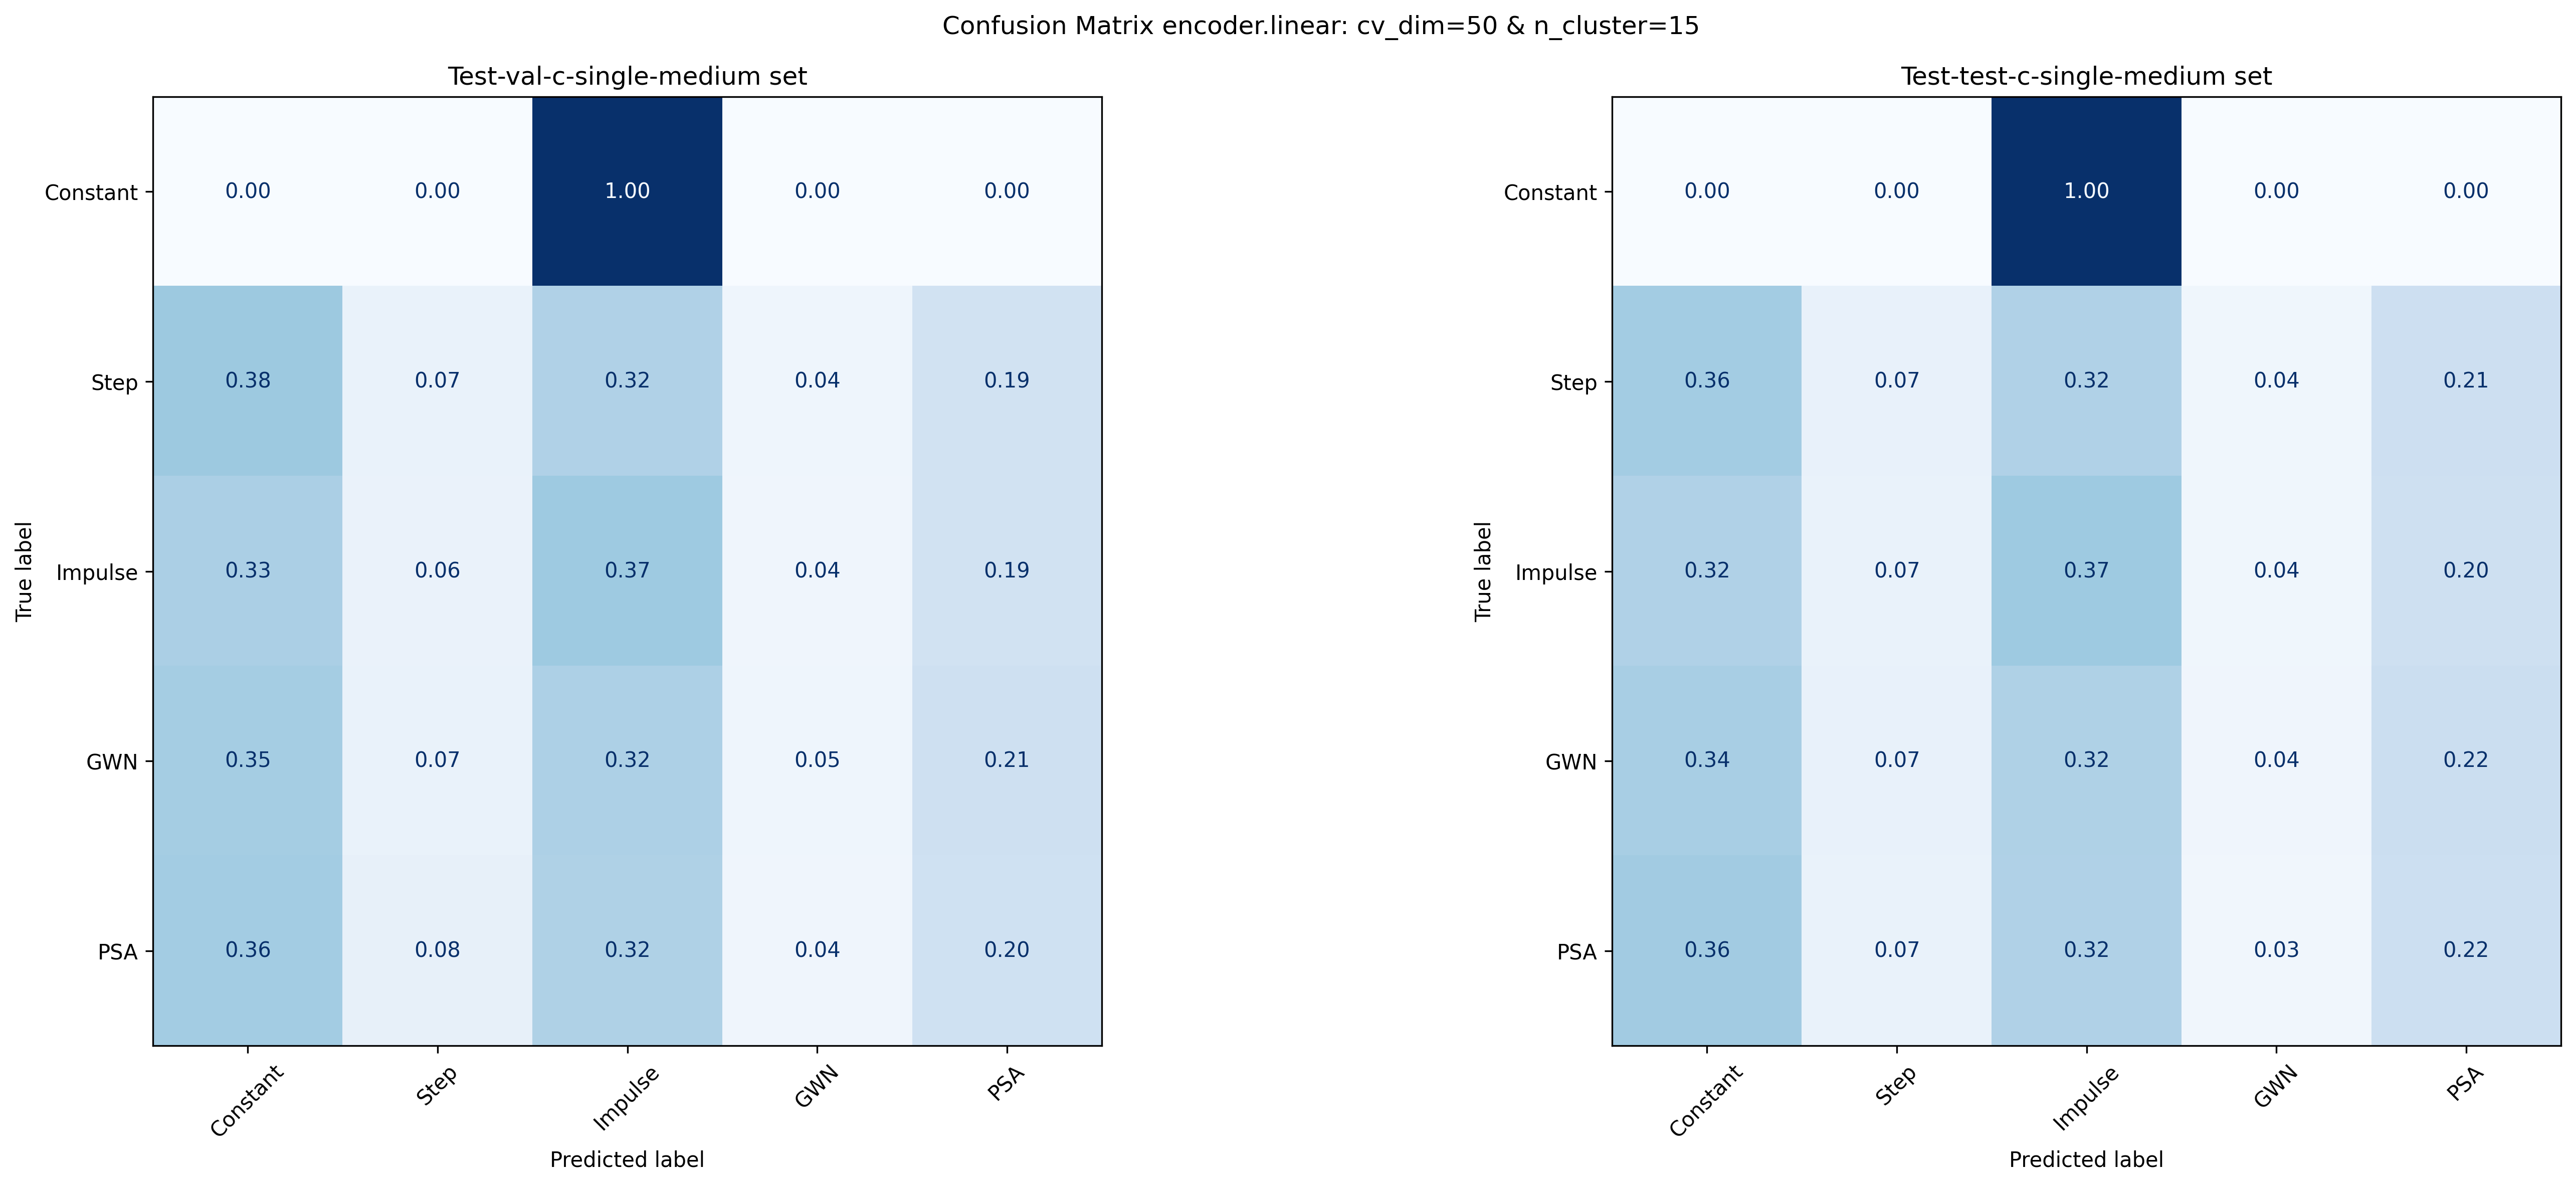 Confusion Matrix encoder.linear: cv_dim=50 & n_cluster=15
Test-val-c-single-medium set
True label
Constant 0.00 0.00 1.00 0.00 0.00
Step 0.38 0.07 0.32 0.04 0.19
Impulse 0.33 0.06 0.37 0.04 0.19
GWN 0.35 0.07 0.32 0.05 0.21
PSA 0.36 0.08 0.32 0.04 0.20
Constant Step Impulse GWN PSA
Predicted label
Test-test-c-single-medium set
True label
Constant 0.00 0.00 1.00 0.00 0.00
Step 0.36 0.07 0.32 0.04 0.21
Impulse 0.32 0.07 0.37 0.04 0.20
GWN 0.34 0.07 0.32 0.04 0.22
PSA 0.36 0.07 0.32 0.03 0.22
Constant Step Impulse GWN PSA
Predicted label